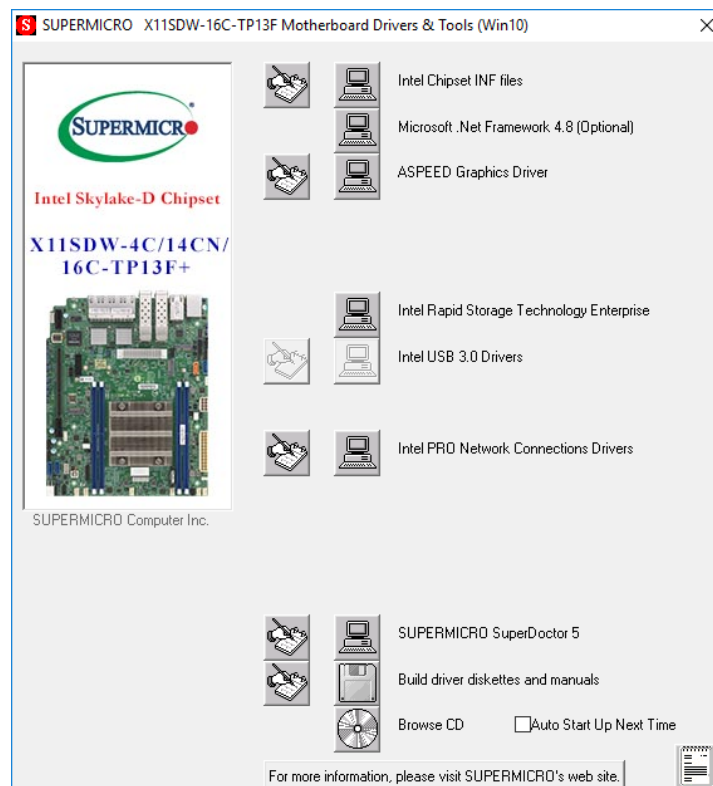 SUPERMICRO X11SDW-16C-TP13F Motherboard Drivers & Tools (Win10)
SUPERMICRO
Intel Skylake-D Chipset
X11SDW-4C/14CN/
16C-TP13F+
SUPERMICRO Computer Inc.
Intel Chipset INF files
Microsoft .Net Framework 4.8 (Optional)
ASPEED Graphics Driver
Intel Rapid Storage Technology Enterprise
Intel USB 3.0 Drivers
Intel PRO Network Connections Drivers
SUPERMICRO SuperDoctor 5
Build driver diskettes and manuals
Browse CD
Auto Start Up Next Time
For more information, please visit SUPERMICRO's web site.